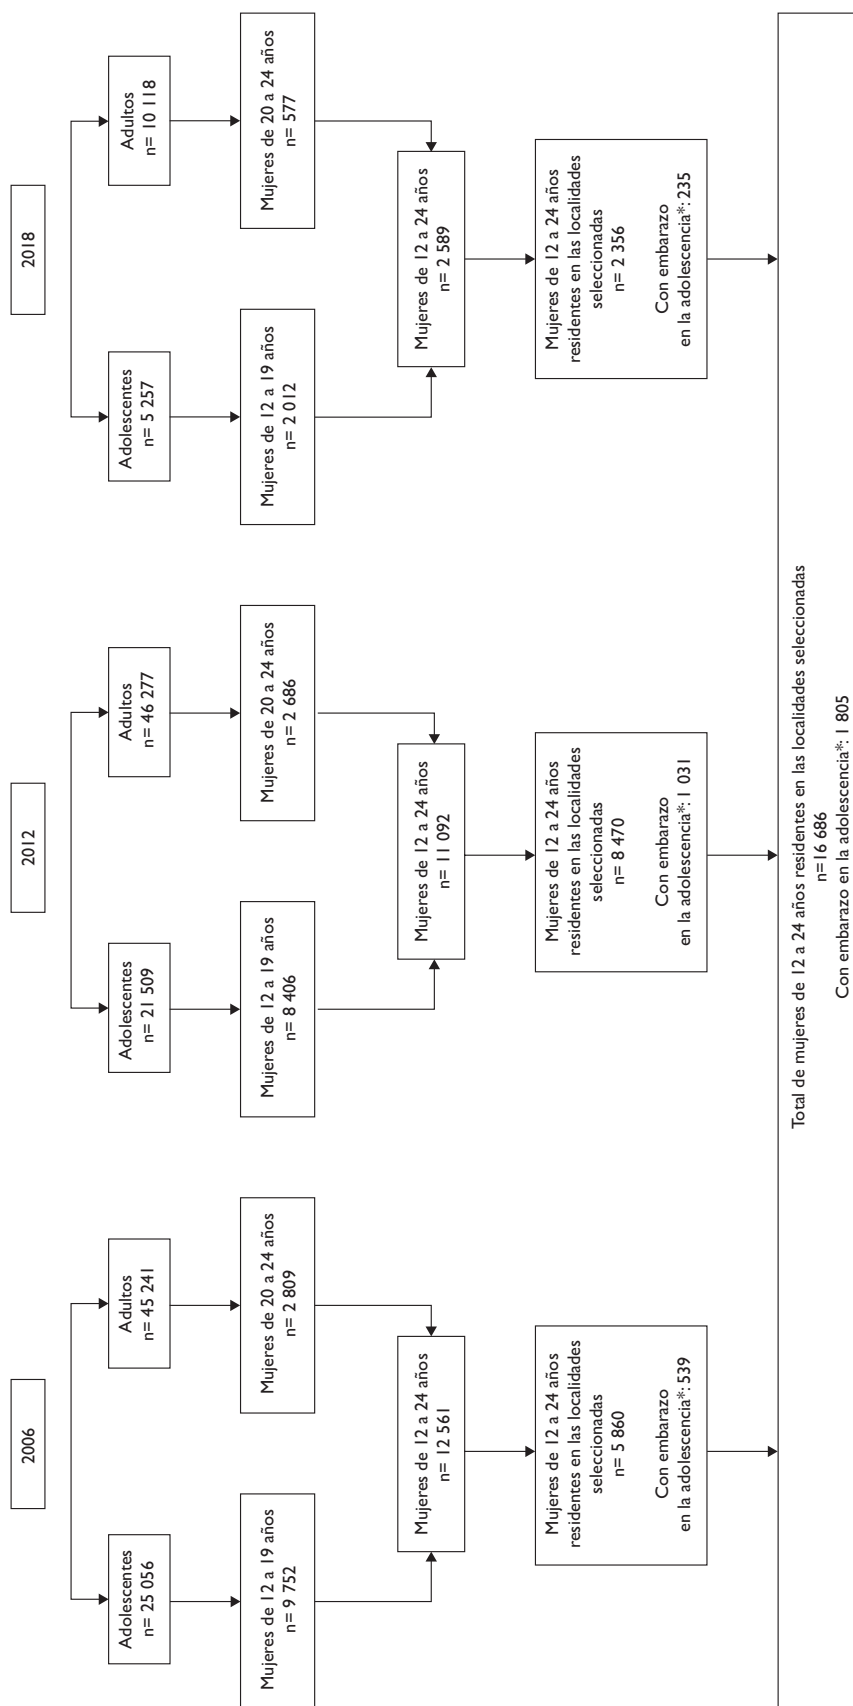 2006
Adolescentes
n= 25 056
Adultos
n= 45 241
Mujeres de 12 a 19 años
n= 9 752
Mujeres de 20 a 24 años
n= 2 809
Mujeres de 12 a 24 años
n= 12 561
Mujeres de 12 a 24 años
residentes en las localidades
seleccionadas
n= 5 860
Con embarazo
en la adolescencia*: 539
2012
Adolescentes
n= 21 509
Adultos
n= 46 277
Mujeres de 12 a 19 años
n= 8 406
Mujeres de 20 a 24 años
n= 2 686
Mujeres de 12 a 24 años
n= 11 092
Mujeres de 12 a 24 años
residentes en las localidades
seleccionadas
n= 8 470
Con embarazo
en la adolescencia*: 1 031
2018
Adolescentes
n= 5 257
Adultos
n= 10 118
Mujeres de 12 a 19 años
n= 2 012
Mujeres de 20 a 24 años
n= 577
Mujeres de 12 a 24 años
n= 2 589
Mujeres de 12 a 24 años
residentes en las localidades
seleccionadas
n= 2 356
Con embarazo
en la adolescencia*: 235
Total de mujeres de 12 a 24 años residentes en las localidades seleccionadas
n=16 686
Con embarazo en la adolescencia*: 1 805